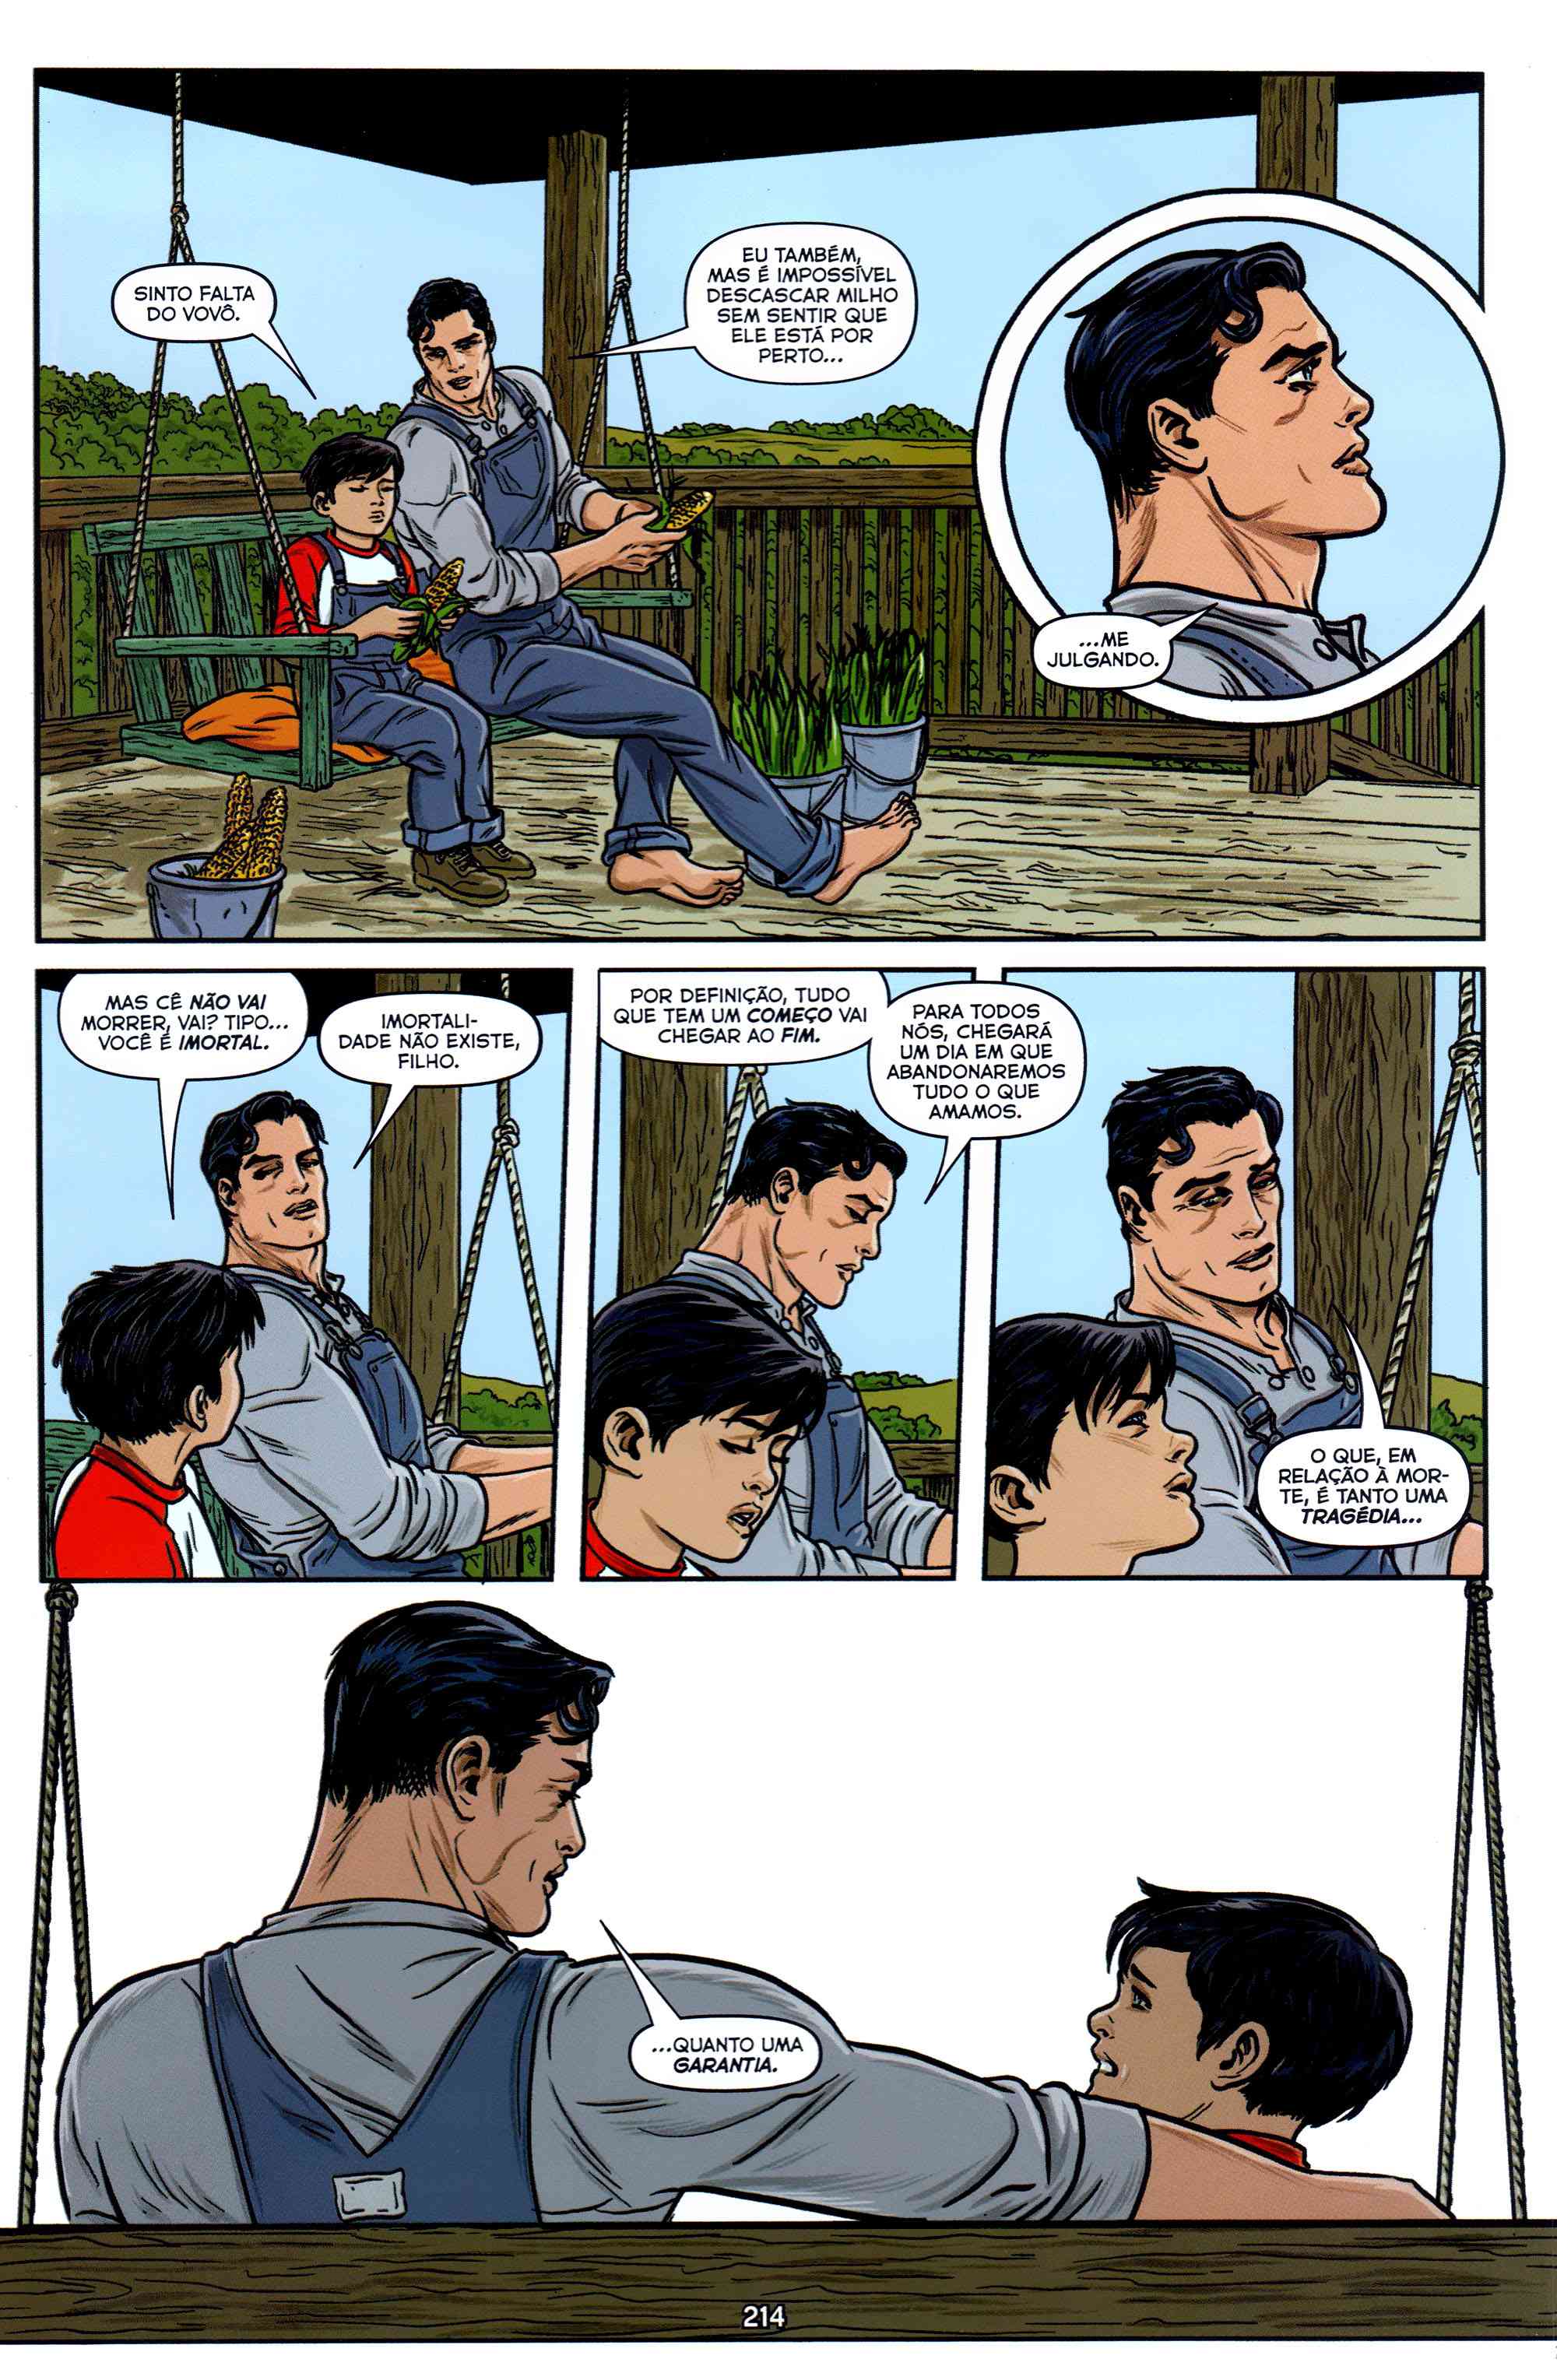 SINTO FALTA
DO VOVÔ.
EU TAMBÉM,
MAS É IMPOSSÍVEL
DESCASCAR MILHO
SEM SENTIR QUE
ELE ESTÁ POR
PERTO...
...ME
JULGANDO.
MAS CÊ NÃO VAI
MORRER, VAI? TIPO...
VOCÊ É IMORTAL.
IMORTALI-
DADE NÃO EXISTE,
FILHO.
POR DEFINIÇÃO, TUDO
QUE TEM UM COMEÇO VAI
CHEGAR AO FIM.
PARA TODOS
NÓS, CHEGARÁ
UM DIA EM QUE
ABANDONAREMOS
TUDO O QUE
AMAMOS.
O QUE, EM
RELAÇÃO À MOR-
TE, É TANTO UMA
TRAGÉDIA...
...QUANTO UMA
GARANTIA.
214